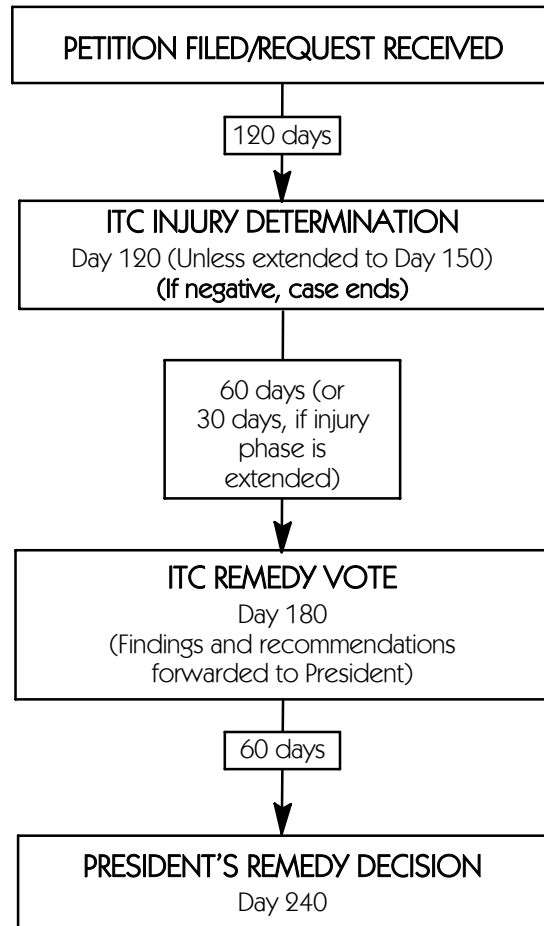 PETITION FILED/REQUEST RECEIVED
120 days
ITC INJURY DETERMINATION
Day 120 (Unless extended to Day 150)
(If negative, case ends)
60 days (or
30 days, if injury
phase is
extended)
ITC REMEDY VOTE
Day 180
(Findings and recommendations
forwarded to President)
60 days
PRESIDENT'S REMEDY DECISION
Day 240